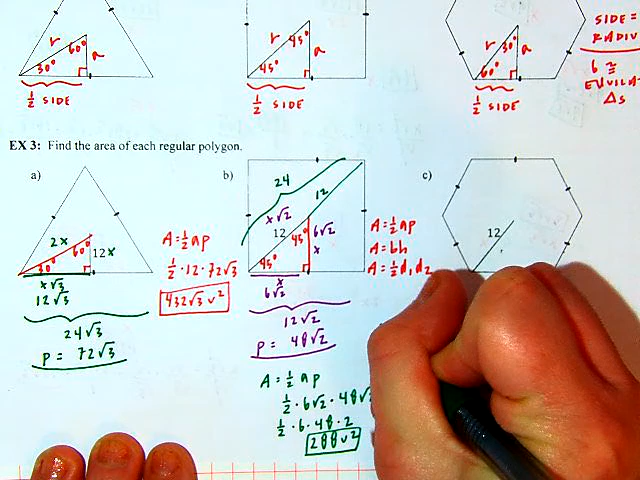 r 60° a
30°
1/2 SIDE
r 45° a
45°
1/2 SIDE
r 30° a
60°
1/2 SIDE
SIDE =
6 ≅
Δs
EX 3: Find the area of each regular polygon.
a)
2x 60° 12 x
30°
x√3
12√3
24√3
P = 72√3
A = 1/2 ap
1/2 · 12 · 72√3
432√3 u²
b)
24
12
x√2
12 45° 6√2
x
45°
x
6√2
12√2
P = 48√2
A = 1/2 ap
1/2 · 6√2 · 48√
1/2 · 6 · 48 · 2
288 u²
A = 1/2 ap
A = bh
A = 1/2 d₁d₂
c)
12